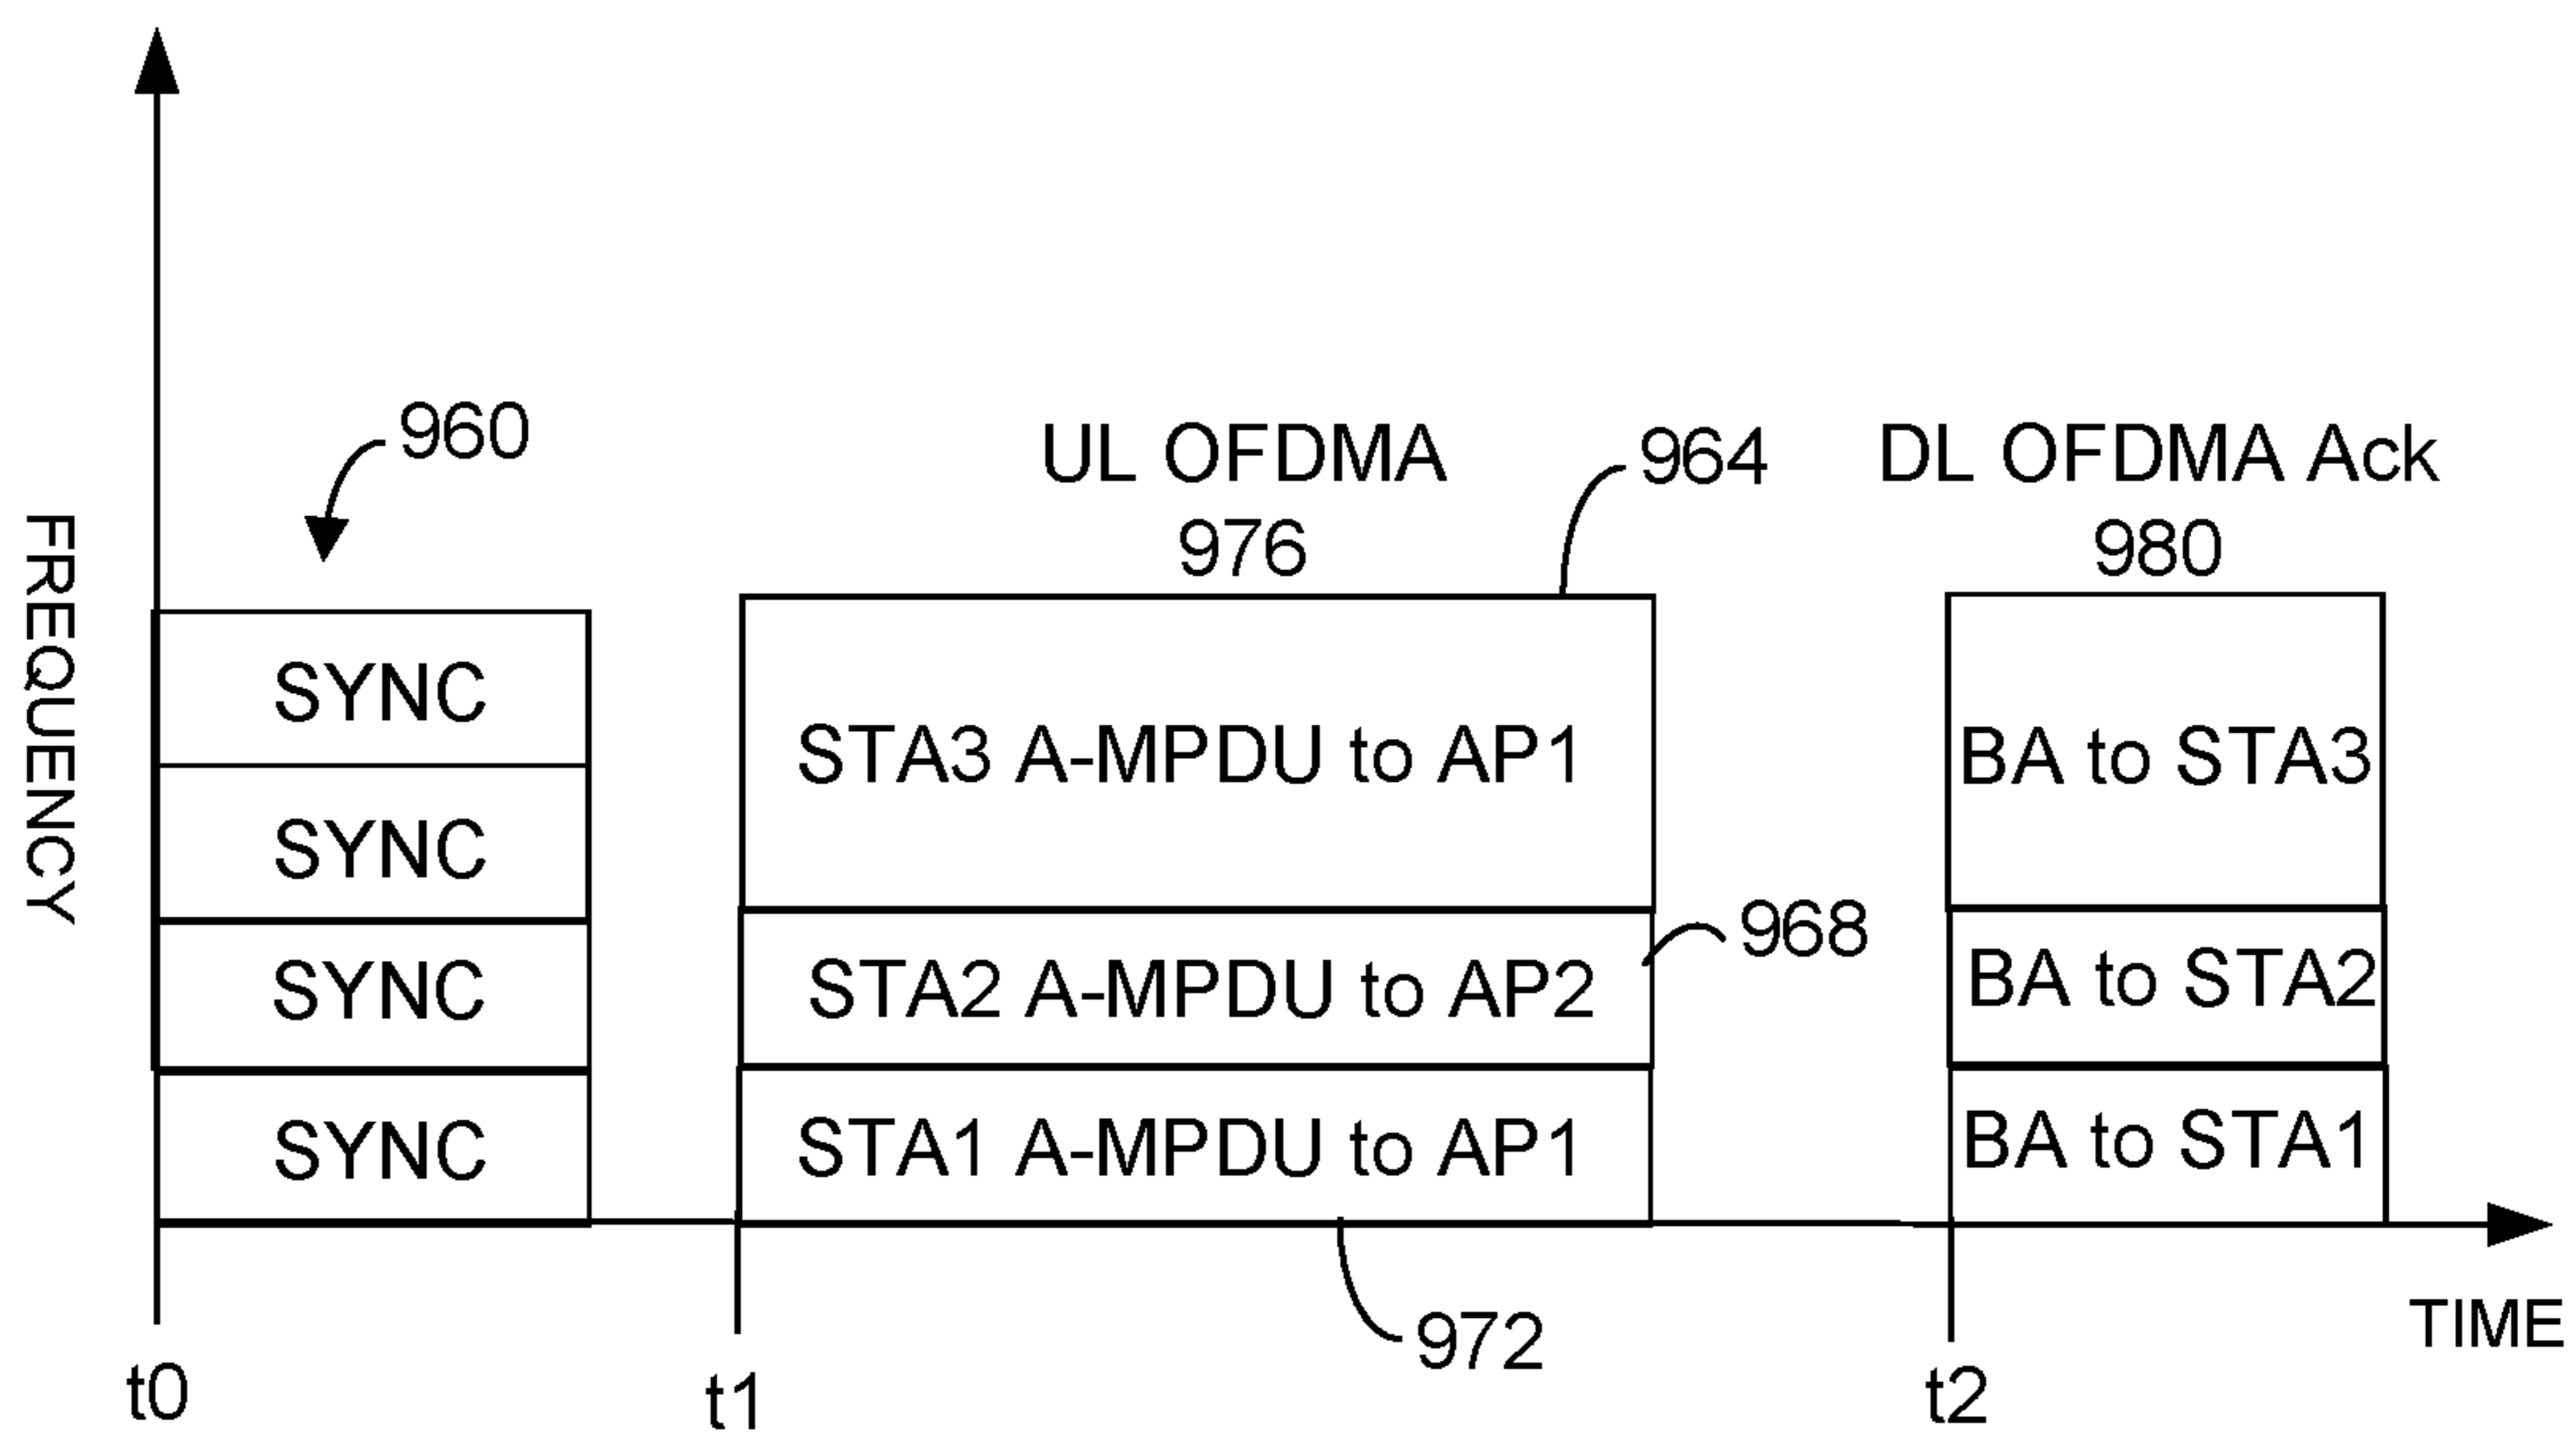 960
UL OFDMA
976
964
DL OFDMA Ack
980
FREQUENCY
SYNC
SYNC
SYNC
SYNC
STA3 A-MPDU to AP1
STA2 A-MPDU to AP2
968
STA1 A-MPDU to AP1
972
BA to STA3
BA to STA2
BA to STA1
TIME
t0
t1
t2